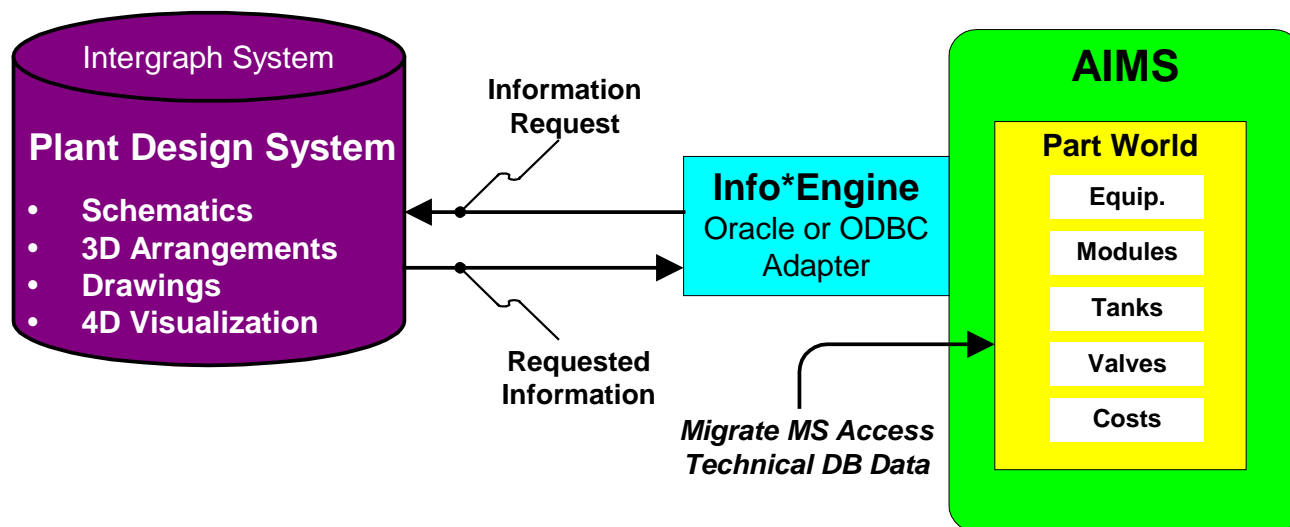 Intergraph System
Plant Design System
• Schematics
• 3D Arrangements
• Drawings
• 4D Visualization
Information
Request
Requested
Information
Info*Engine
Oracle or ODBC
Adapter
Migrate MS Access
Technical DB Data
AIMS
Part World
Equip.
Modules
Tanks
Valves
Costs